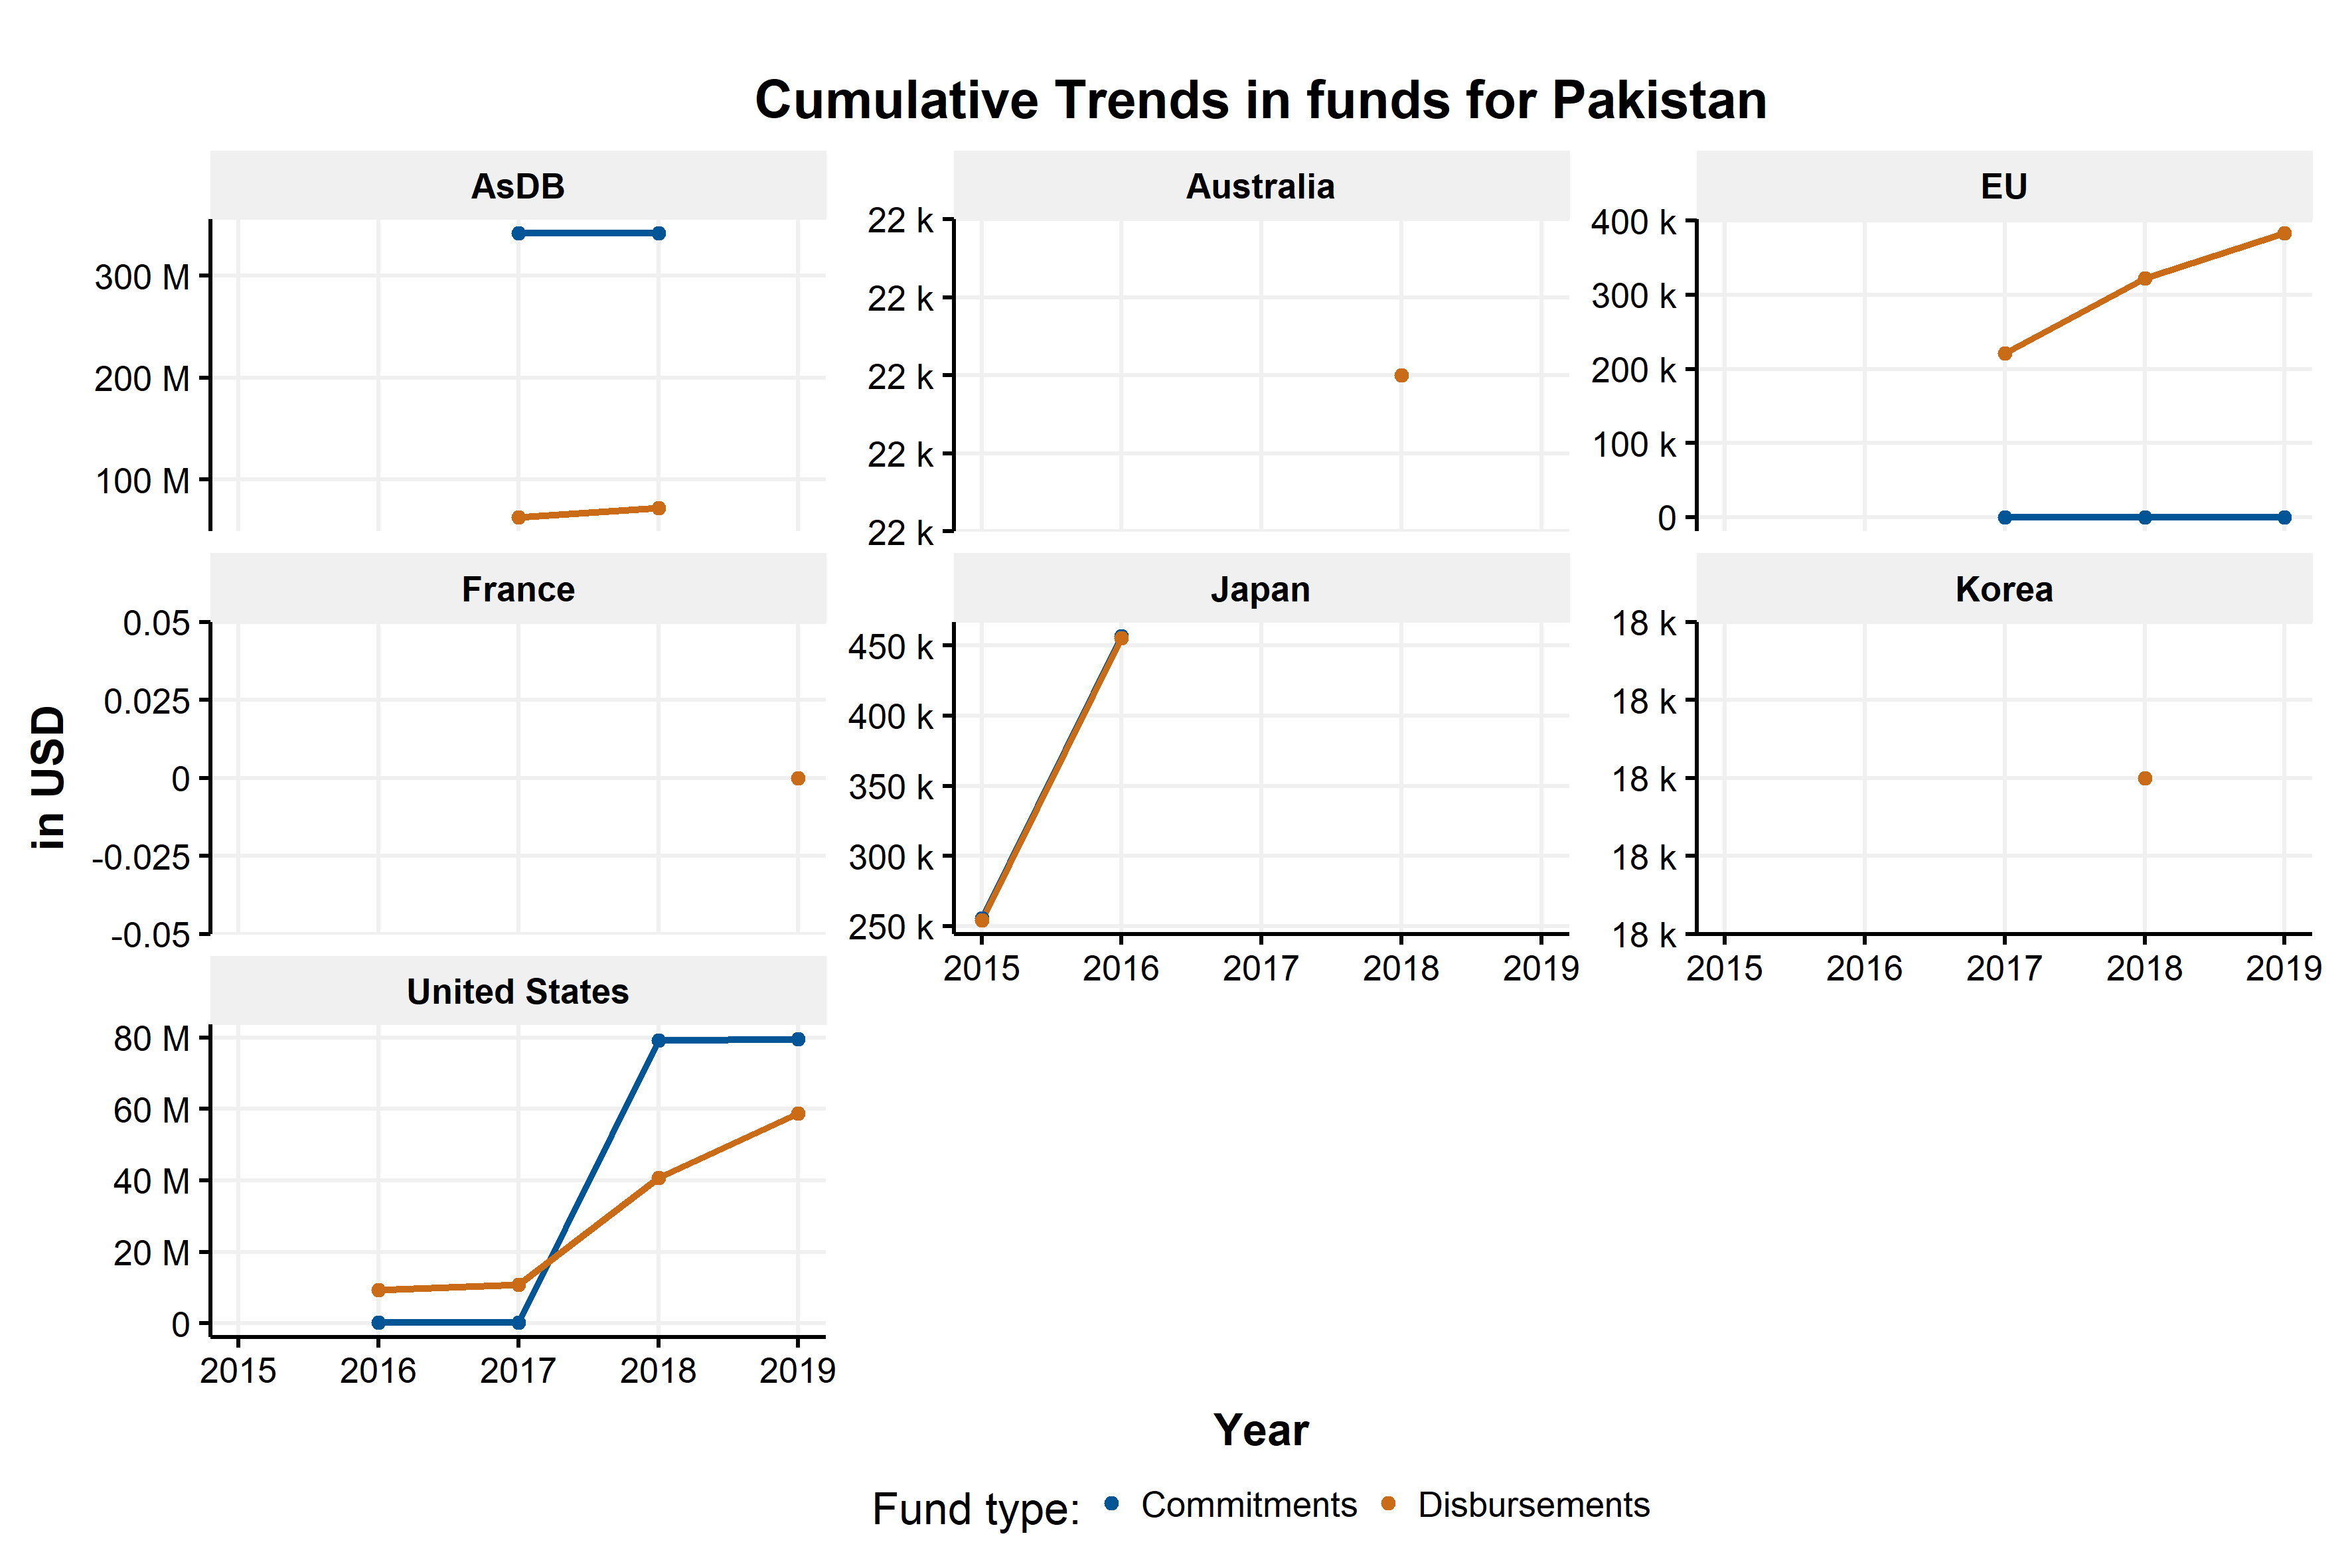 Cumulative Trends in funds for Pakistan
AsDB
300 M
200 M
100 M
Australia
22 k
22 k
22 k
22 k
22 k
EU
400 k
300 k
200 k
100 k
0
France
0.05
0.025
0
-0.025
-0.05
Japan
450 k
400 k
350 k
300 k
250 k
2015 2016 2017 2018 2019
Korea
18 k
18 k
18 k
18 k
18 k
2015 2016 2017 2018 2019
United States
80 M
60 M
40 M
20 M
0
2015 2016 2017 2018 2019
in USD
Year
Fund type: Commitments Disbursements